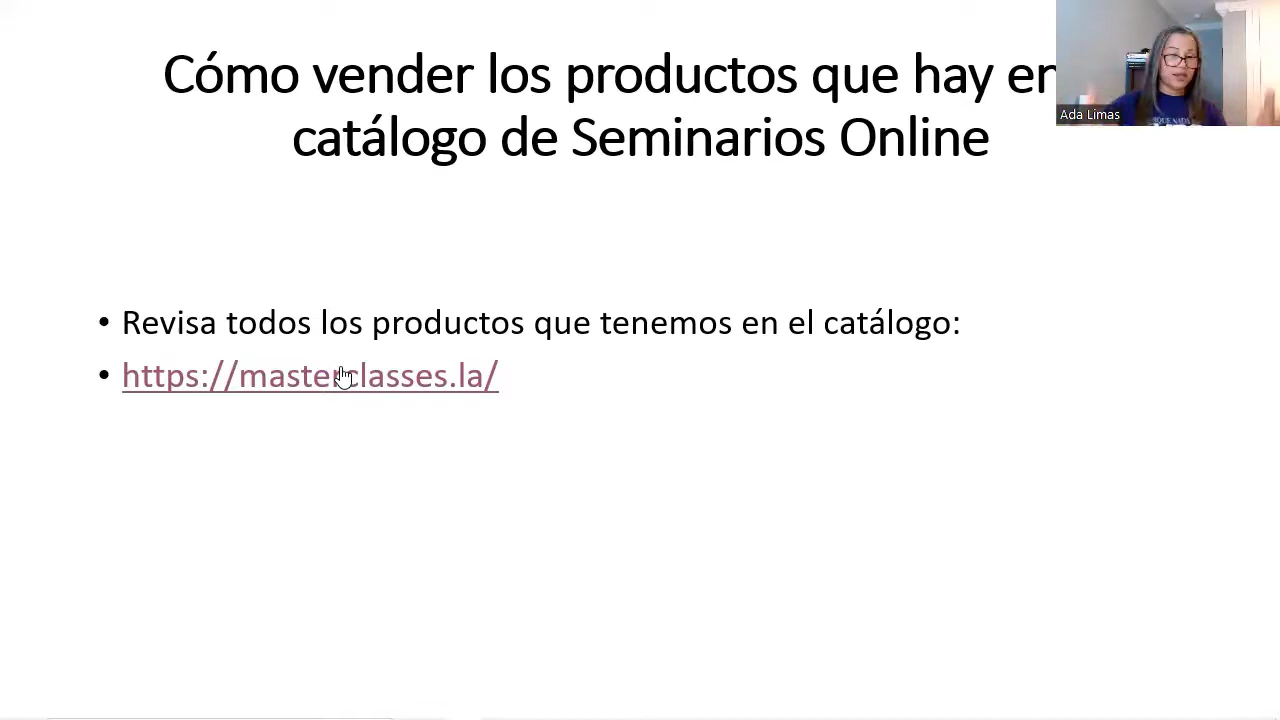 Cómo vender los productos que hay en
catálogo de Seminarios Online
Ada Limas
• Revisa todos los productos que tenemos en el catálogo:
• https://masterclasses.la/